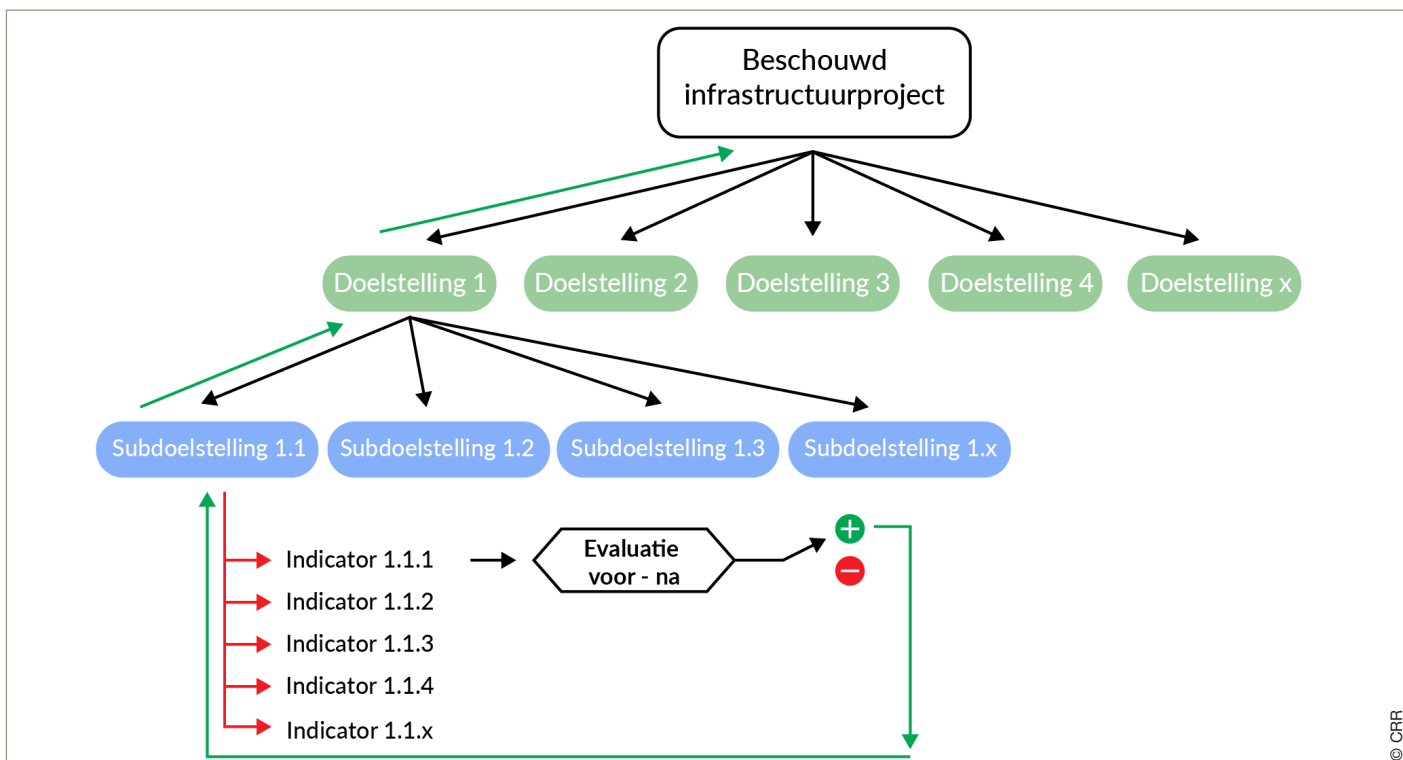 Beschouwd
infrastructuurproject
Doelstelling 1
Doelstelling 2
Doelstelling 3
Doelstelling 4
Doelstelling x
Subdoelstelling 1.1
Subdoelstelling 1.2
Subdoelstelling 1.3
Subdoelstelling 1.x
Indicator 1.1.1
Evaluatie
voor - na
+
−
Indicator 1.1.2
Indicator 1.1.3
Indicator 1.1.4
Indicator 1.1.x
© CRR